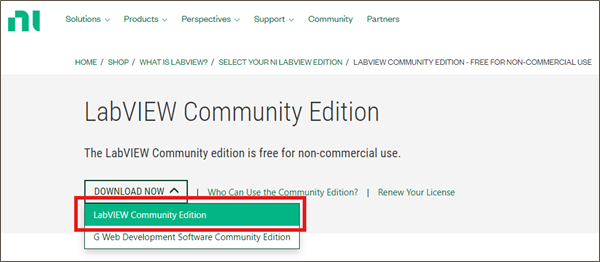 ni
Solutions Products Perspectives Support Community Partners
HOME / SHOP / WHAT IS LABVIEW? / SELECT YOUR NI LABVIEW EDITION / LABVIEW COMMUNITY EDITION - FREE FOR NON-COMMERCIAL USE
LabVIEW Community Edition
The LabVIEW Community edition is free for non-commercial use.
DOWNLOAD NOW | Who Can Use the Community Edition? | Renew Your License
LabVIEW Community Edition
G Web Development Software Community Edition